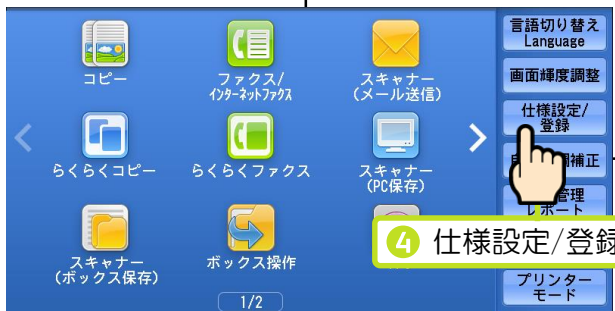 コピー
ファクス/
インターネットファクス
スキャナー
(メール送信)
らくらくコピー
らくらくファクス
スキャナー
(PC保存)
スキャナー
(ボックス保存)
ボックス操作
1/2
言語切り替え
Language
画面輝度調整
仕様設定/
登録
補正
管理
レポート
4 仕様設定/登録
プリンター
モード